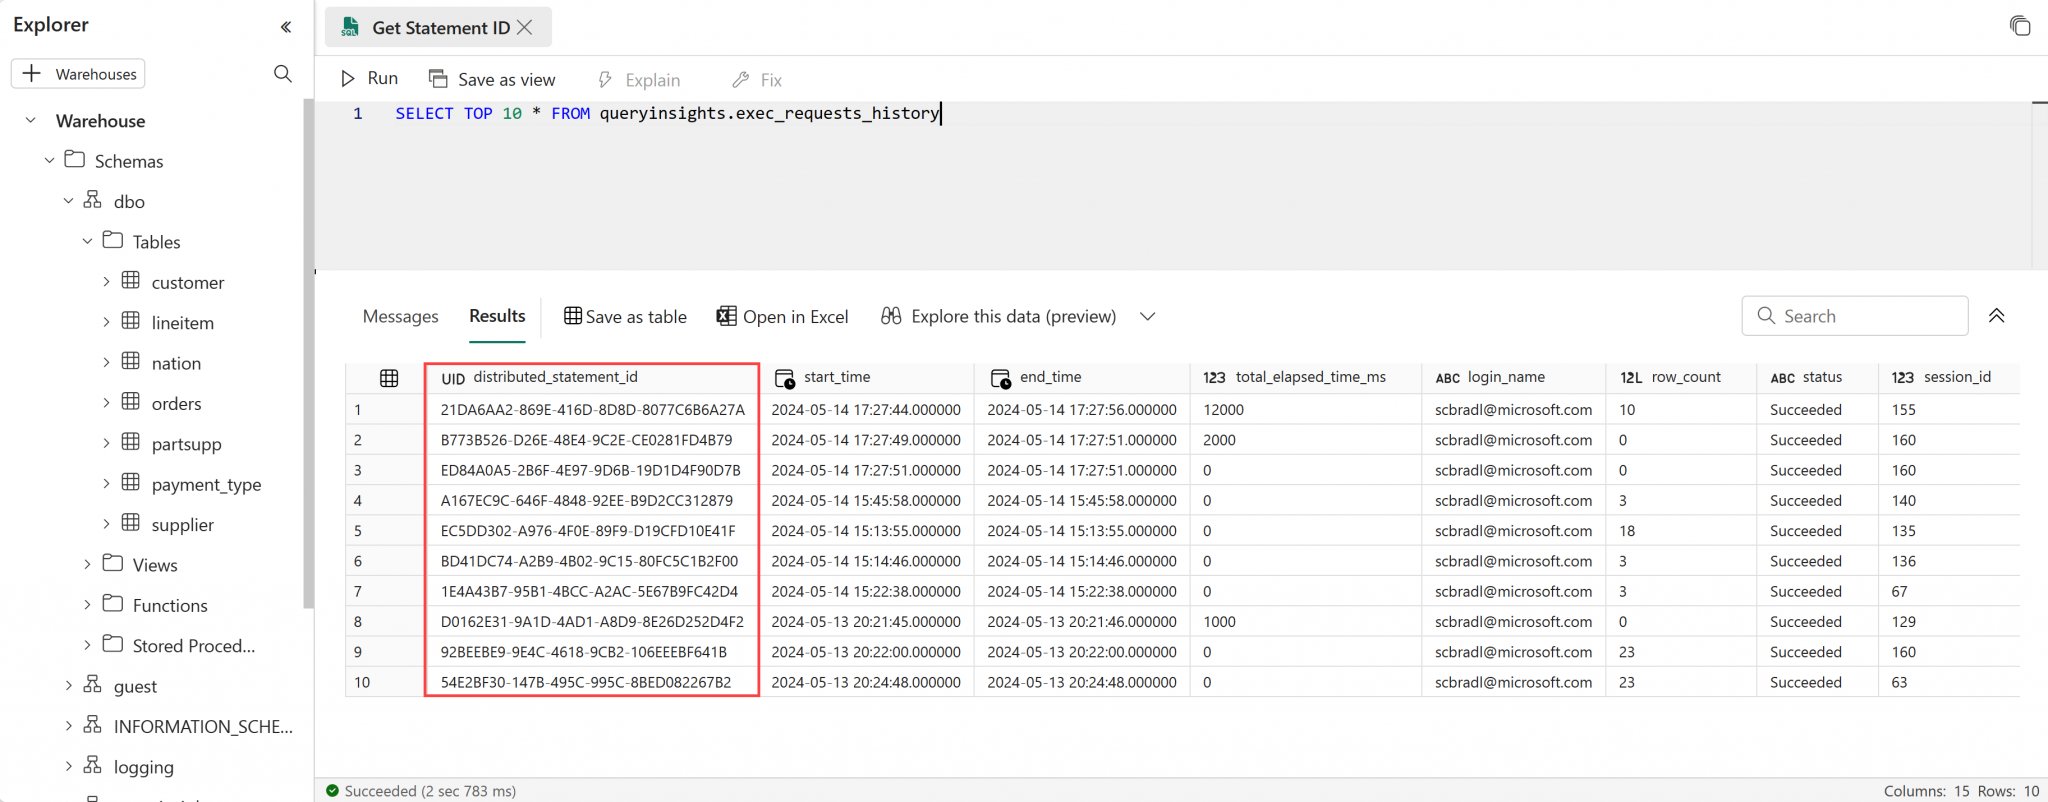 Explorer
Warehouses
Warehouse
Schemas
dbo
Tables
customer
lineitem
nation
orders
partsupp
payment_type
supplier
Views
Functions
Stored Proced...
guest
INFORMATION_SCHE...
logging
SQL Get Statement ID
Run Save as view Explain Fix
1 SELECT TOP 10 * FROM queryinsights.exec_requests_history
Messages Results Save as table Open in Excel Explore this data (preview) Search
UID distributed_statement_id start_time end_time 123 total_elapsed_time_ms ABC login_name 12L row_count ABC status 123 session_id
1 21DA6AA2-869E-416D-8D8D-8077C6B6A27A 2024-05-14 17:27:44.000000 2024-05-14 17:27:56.000000 12000 scbradl@microsoft.com 10 Succeeded 155
2 B773B526-D26E-48E4-9C2E-CE0281FD4B79 2024-05-14 17:27:49.000000 2024-05-14 17:27:51.000000 2000 scbradl@microsoft.com 0 Succeeded 160
3 ED84A0A5-2B6F-4E97-9D6B-19D1D4F90D7B 2024-05-14 17:27:51.000000 2024-05-14 17:27:51.000000 0 scbradl@microsoft.com 0 Succeeded 160
4 A167EC9C-646F-4848-92EE-B9D2CC312879 2024-05-14 15:45:58.000000 2024-05-14 15:45:58.000000 0 scbradl@microsoft.com 3 Succeeded 140
5 EC5DD302-A976-4F0E-89F9-D19CFD10E41F 2024-05-14 15:13:55.000000 2024-05-14 15:13:55.000000 0 scbradl@microsoft.com 18 Succeeded 135
6 BD41DC74-A2B9-4B02-9C15-80FC5C1B2F00 2024-05-14 15:14:46.000000 2024-05-14 15:14:46.000000 0 scbradl@microsoft.com 3 Succeeded 136
7 1E4A43B7-95B1-4BCC-A2AC-5E67B9FC42D4 2024-05-14 15:22:38.000000 2024-05-14 15:22:38.000000 0 scbradl@microsoft.com 3 Succeeded 67
8 D0162E31-9A1D-4AD1-A8D9-8E26D252D4F2 2024-05-13 20:21:45.000000 2024-05-13 20:21:46.000000 1000 scbradl@microsoft.com 0 Succeeded 129
9 92BEEBE9-9E4C-4618-9CB2-106EEEBF641B 2024-05-13 20:22:00.000000 2024-05-13 20:22:00.000000 0 scbradl@microsoft.com 23 Succeeded 160
10 54E2BF30-147B-495C-995C-8BED082267B2 2024-05-13 20:24:48.000000 2024-05-13 20:24:48.000000 0 scbradl@microsoft.com 23 Succeeded 63
Succeeded (2 sec 783 ms) Columns: 15 Rows: 10